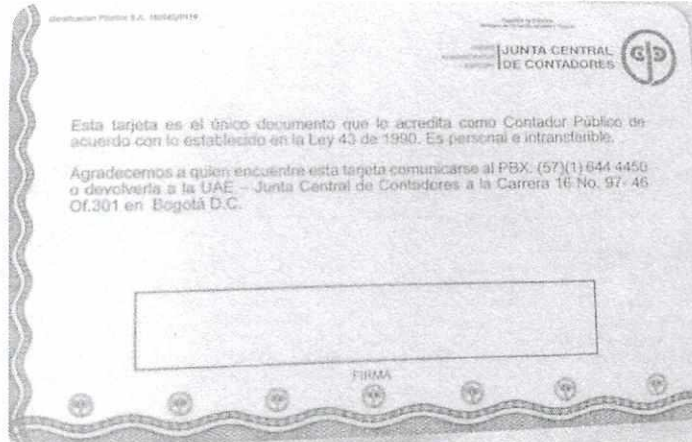 JUNTA CENTRAL
DE CONTADORES
Esta tarjeta es el único documento que lo acredita como Contador Público de
acuerdo con lo establecido en la Ley 43 de 1990. Es personal e intransferible.
Agradecemos a quien encuentre esta tarjeta comunicarse al PBX: (57)(1) 644 4450
o devolverla a la UAE – Junta Central de Contadores a la Carrera 16 No. 97- 46
Of.301 en Bogotá D.C.
FIRMA